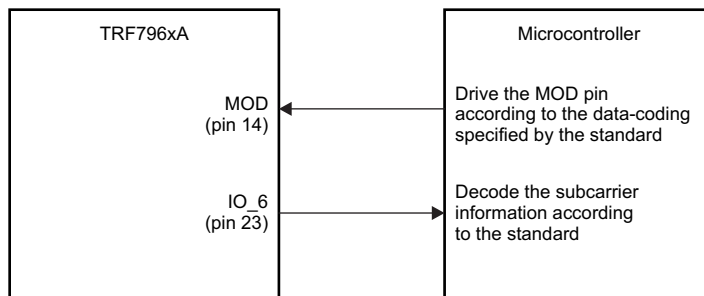 TRF796xA
Microcontroller
MOD
(pin 14)
Drive the MOD pin
according to the data-coding
specified by the standard
IO_6
(pin 23)
Decode the subcarrier
information according
to the standard